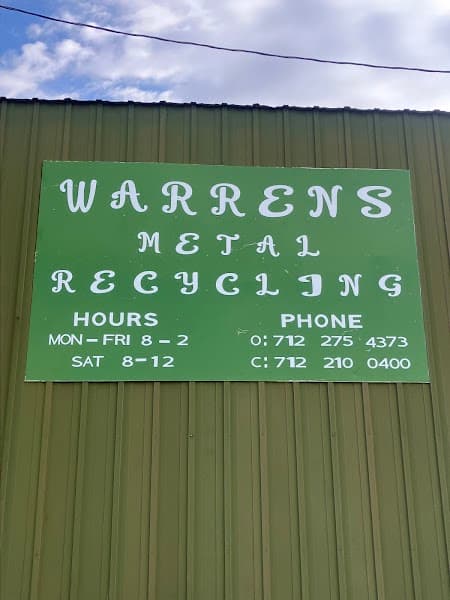 WARRENS
METAL
RECYCLING
HOURS PHONE
MON-FRI 8-2 O: 712 275 4373
SAT 8-12 C: 712 210 0400